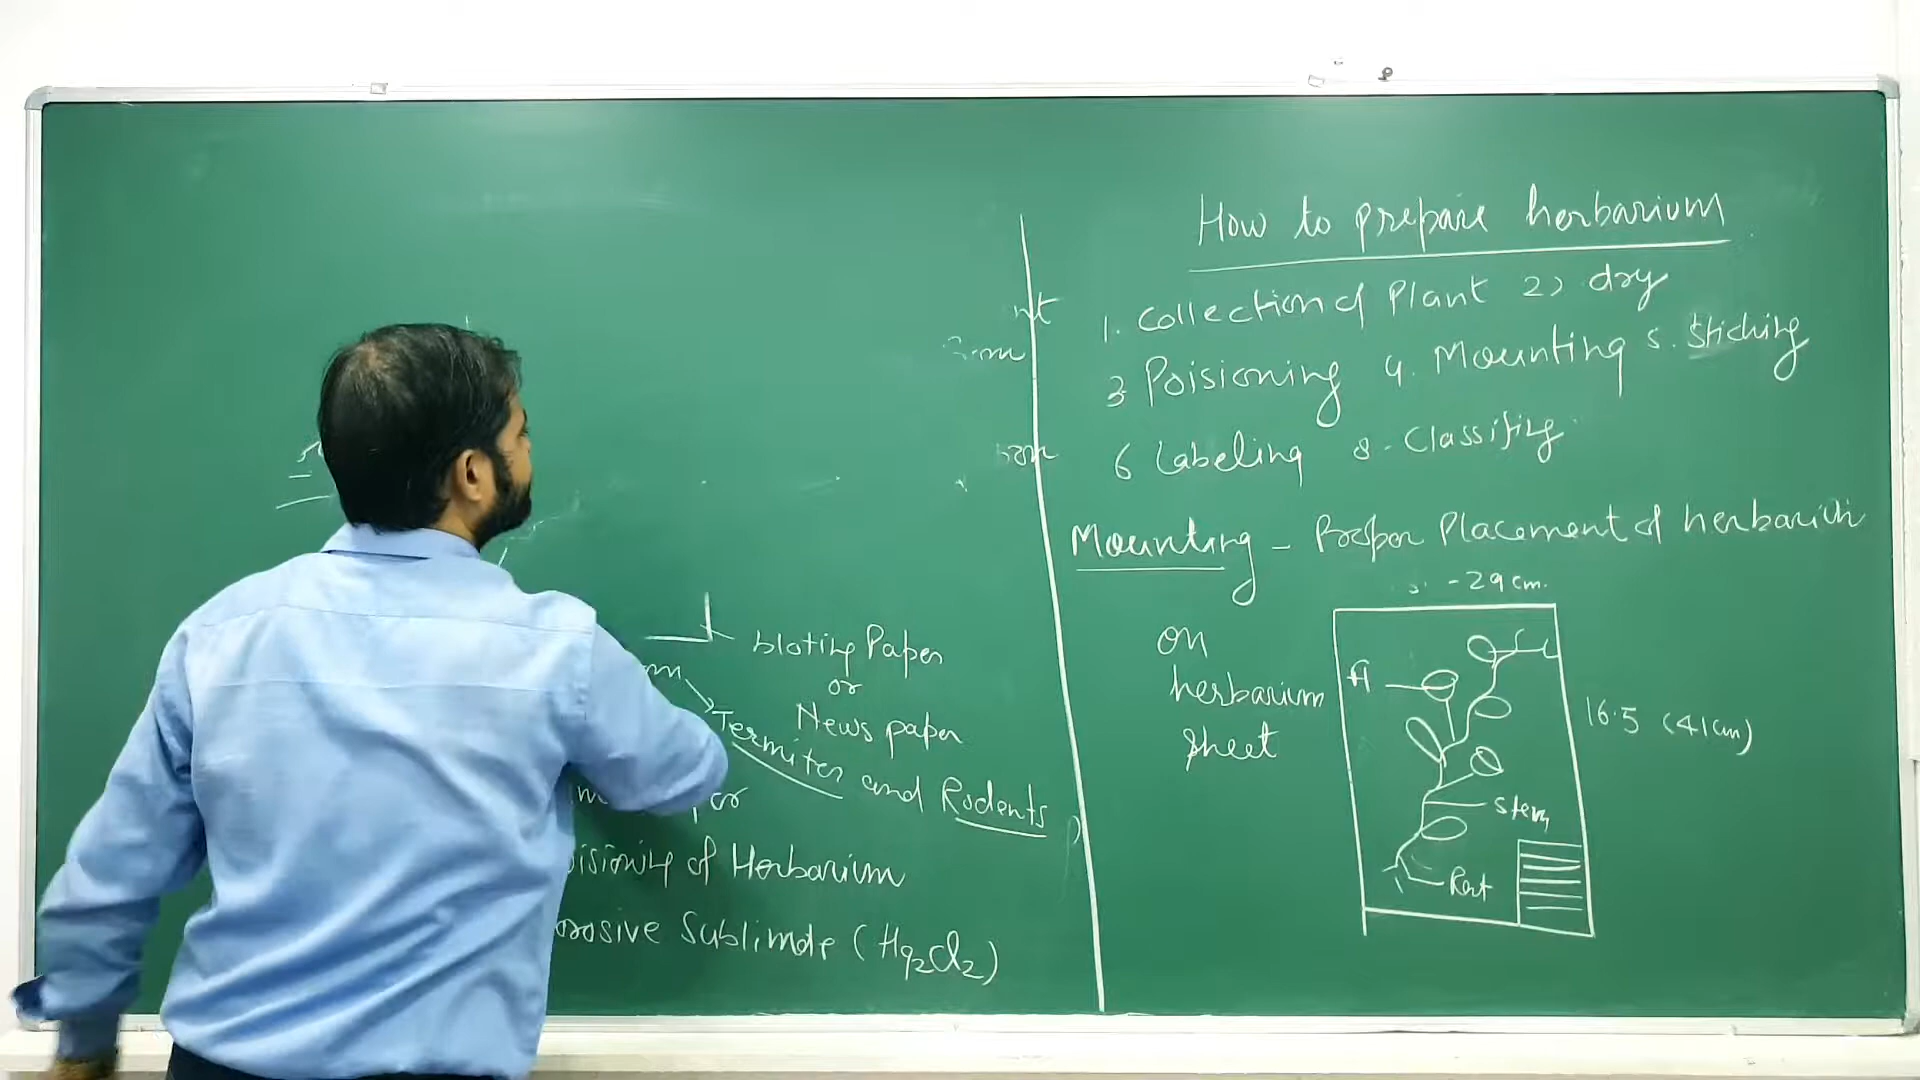 bloting Paper
or
News paper
Termites and Rodents
or
of Herbarium
Sublimate (Hg2Cl2)
How to prepare herbarium
1. Collection of Plant 2) dry
3 Poisioning 4. Mounting 5. Stiching
6 Labeling 8. Classifing
Mounting - Proper Placement of herbarium
on
herbarium
sheet
- 29 cm.
Fl
16.5 (41cm)
Stem
Root